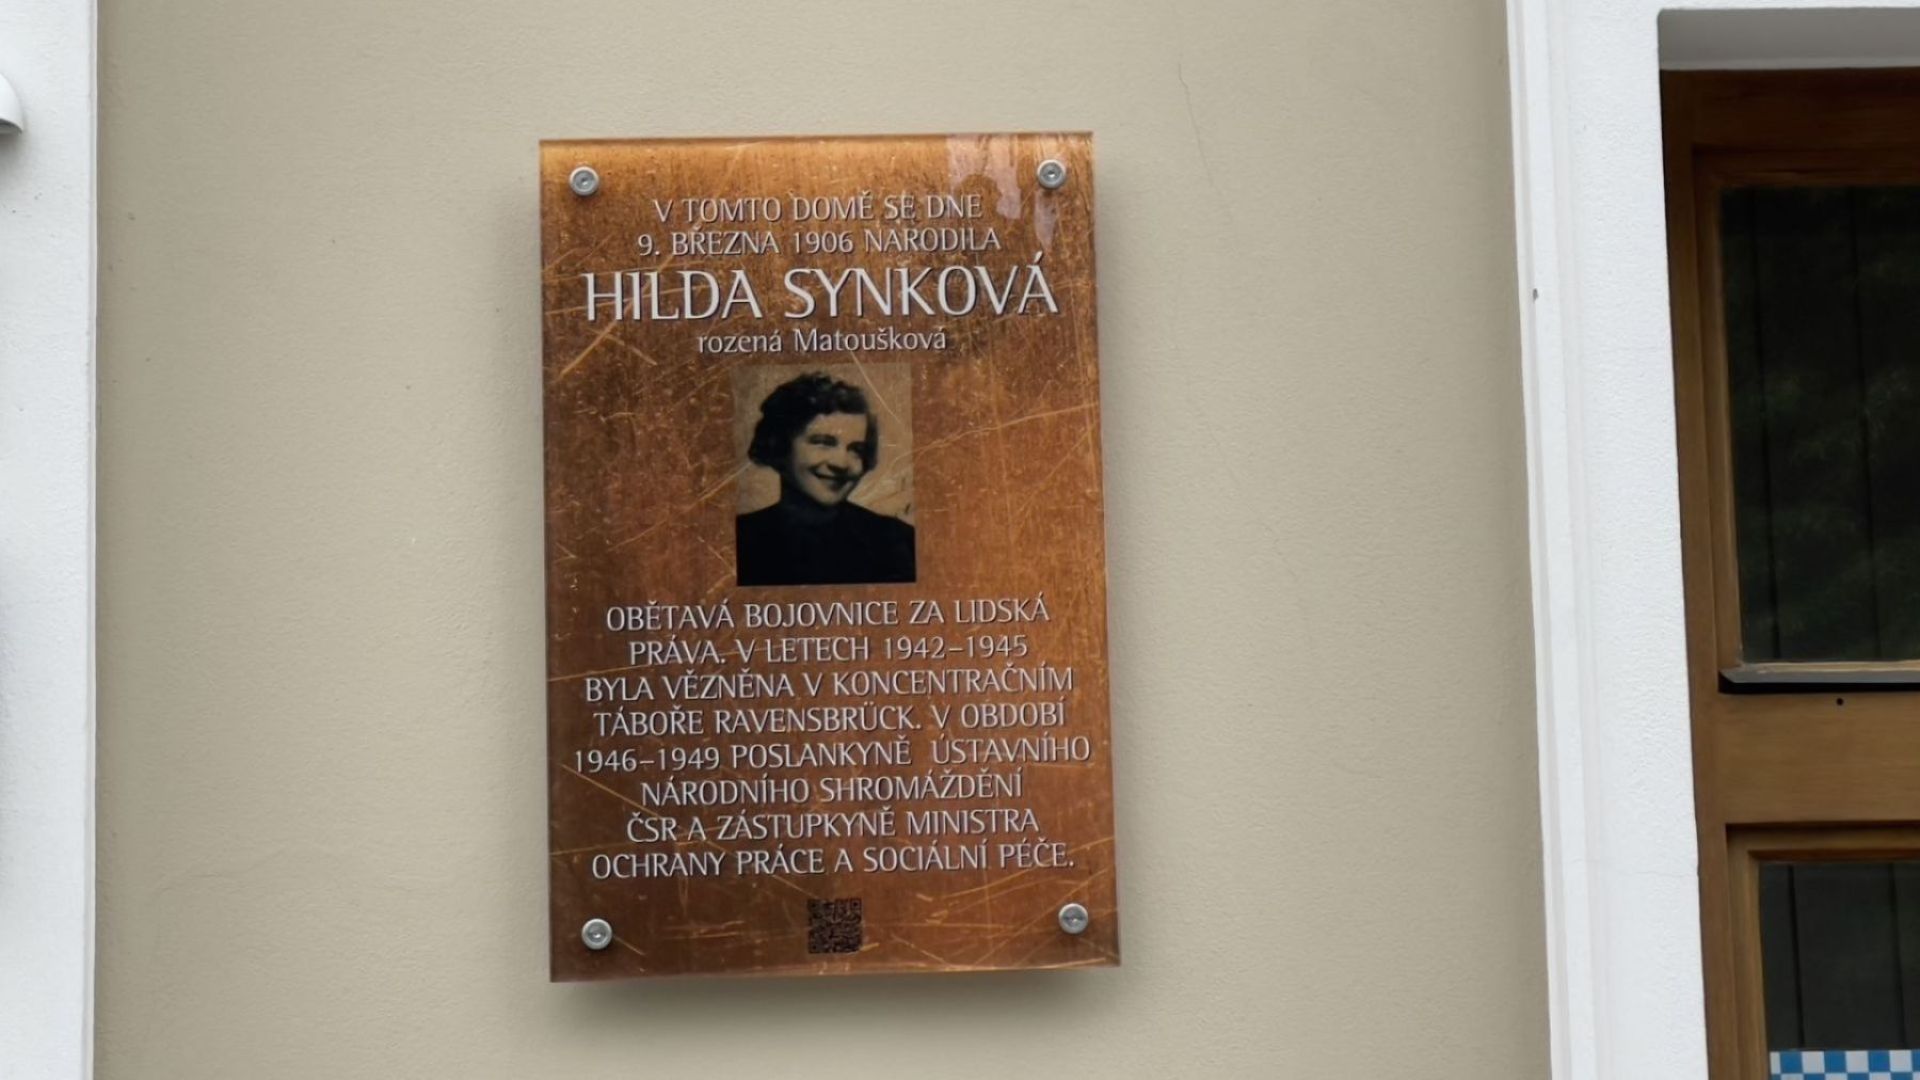 V TOMTO DOMĚ SE DNE
9. BŘEZNA 1906 NARODILA
HILDA SYNKOVÁ
rozená Matoušková
OBĚTAVÁ BOJOVNICE ZA LIDSKÁ
PRÁVA. V LETECH 1942–1945
BYLA VĚZNĚNA V KONCENTRAČNÍM
TÁBOŘE RAVENSBRÜCK. V OBDOBÍ
1946–1949 POSLANKYNĚ ÚSTAVNÍHO
NÁRODNÍHO SHROMÁŽDĚNÍ
ČSR A ZÁSTUPKYNĚ MINISTRA
OCHRANY PRÁCE A SOCIÁLNÍ PÉČE.